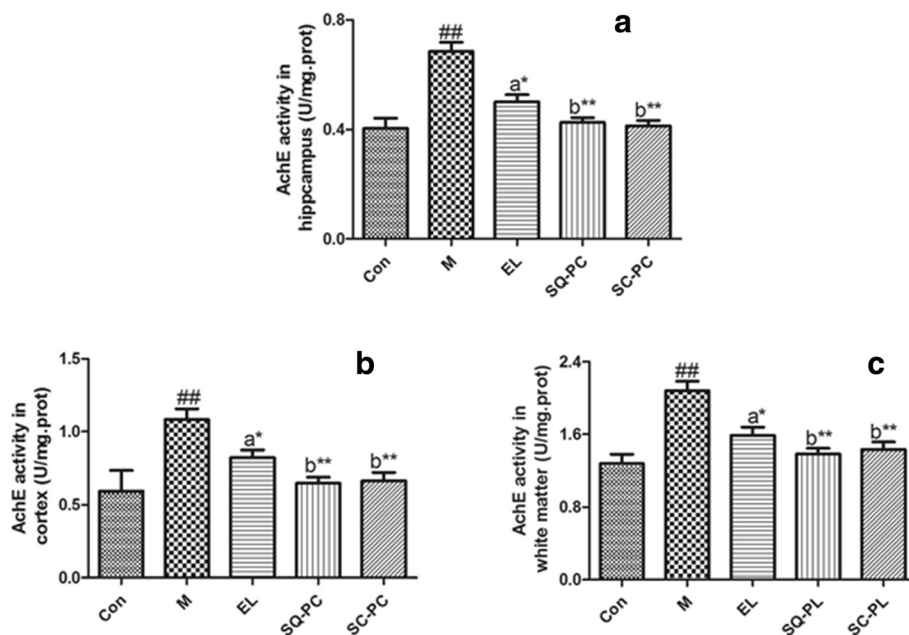 a
AchE activity in
hippcampus (U/mg.prot)
0.8
0.4
0.0
##
a*
b**
b**
Con
M
EL
SQ-PC
SC-PC
b
AchE activity in
cortex (U/mg.prot)
1.5
1.0
0.5
0.0
##
a*
b**
b**
Con
M
EL
SQ-PC
SC-PC
c
AchE activity in
white matter (U/mg.prot)
2.4
1.6
0.8
0.0
##
a*
b**
b**
Con
M
EL
SQ-PL
SC-PL